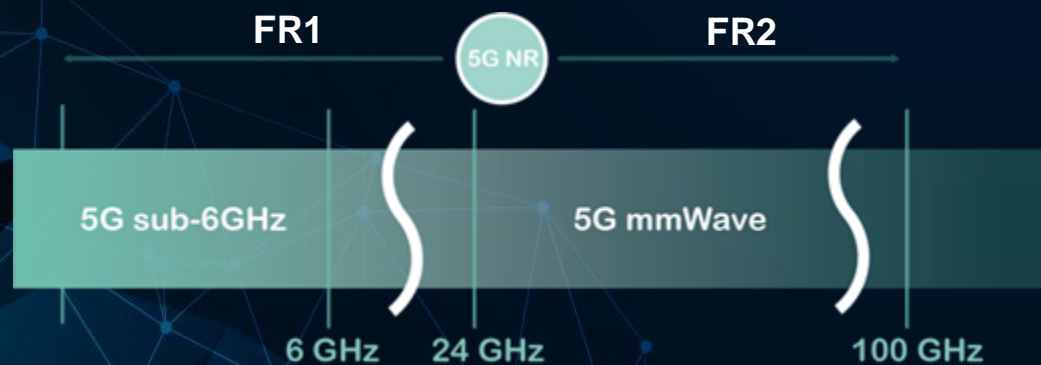 FR1
5G NR
FR2
5G sub-6GHz
5G mmWave
6 GHz
24 GHz
100 GHz